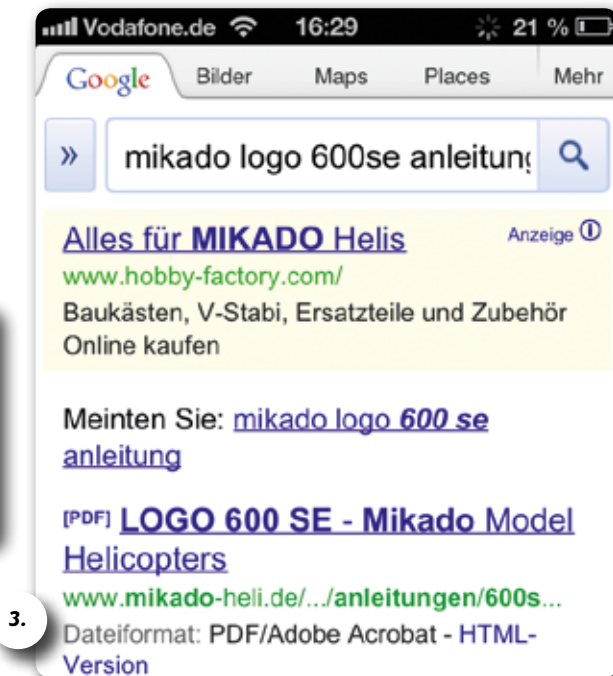 Vodafone.de 16:29 21 %
Google Bilder Maps Places Mehr
» mikado logo 600se anleitung
Alles für MIKADO Helis Anzeige
www.hobby-factory.com/
Baukästen, V-Stabi, Ersatzteile und Zubehör
Online kaufen
Meinten Sie: mikado logo 600 se
anleitung
[PDF] LOGO 600 SE - Mikado Model
Helicopters
www.mikado-heli.de/.../anleitungen/600s...
3.
Dateiformat: PDF/Adobe Acrobat - HTML-
Version